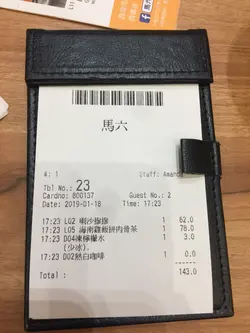 馬六
#: 1 Staff: Amanda
Tbl No.: 23
Cardno: 800137 Guest No.: 2
Date: 2019-01-18 Time: 17:23
17:23 L02 喇沙撈撈 1 62.0
17:23 L05 海南雞飯拼肉骨茶 1 78.0
17:23 D04凍檸檬水 1 3.0
(少冰).
17:23 D02熱白咖啡 1
Total : 143.0